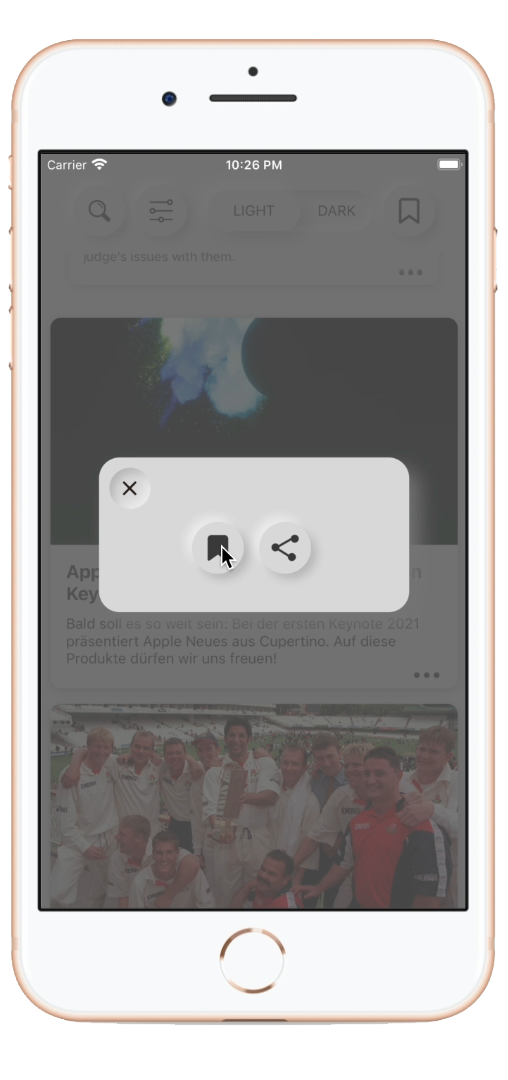 Carrier
10:26 PM
LIGHT
DARK
judge's issues with them.
App
n
Key
Bald soll es so weit sein: Bei der ersten Keynote 2021
präsentiert Apple Neues aus Cupertino. Auf diese
Produkte dürfen wir uns freuen!